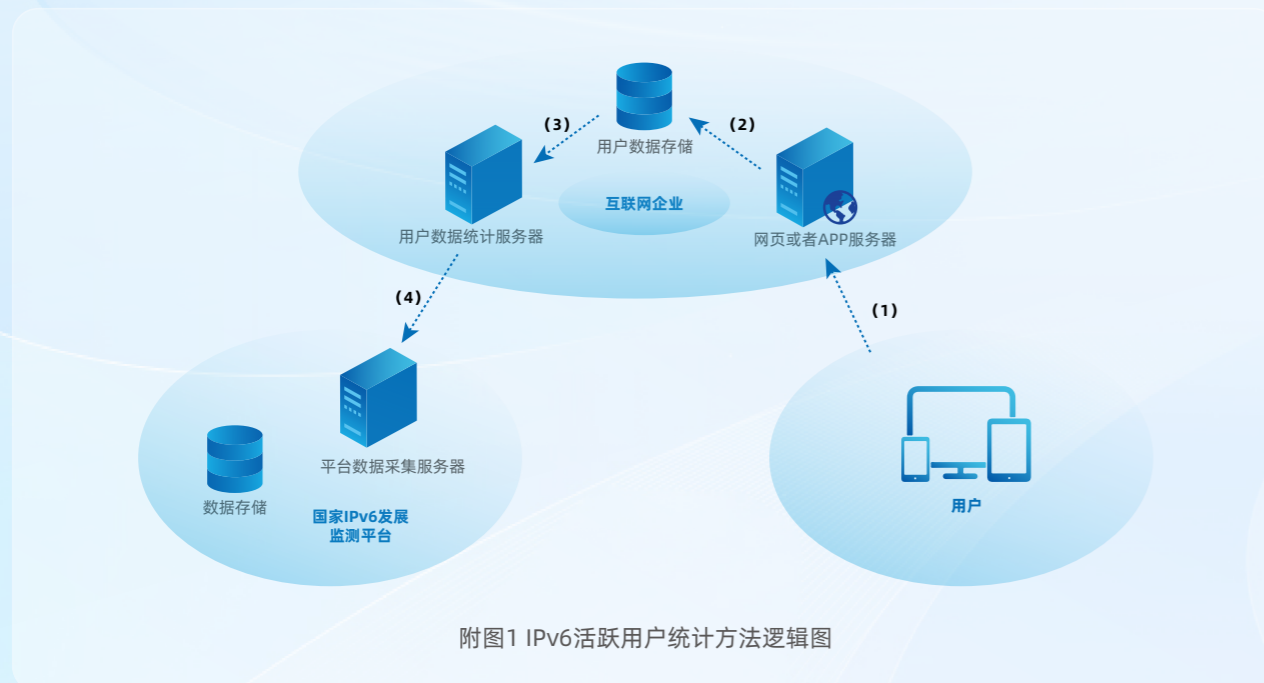 (3)
(2)
用户数据存储
互联网企业
用户数据统计服务器
网页或者APP服务器
(4)
(1)
平台数据采集服务器
数据存储
国家IPv6发展
监测平台
用户
附图1 IPv6活跃用户统计方法逻辑图